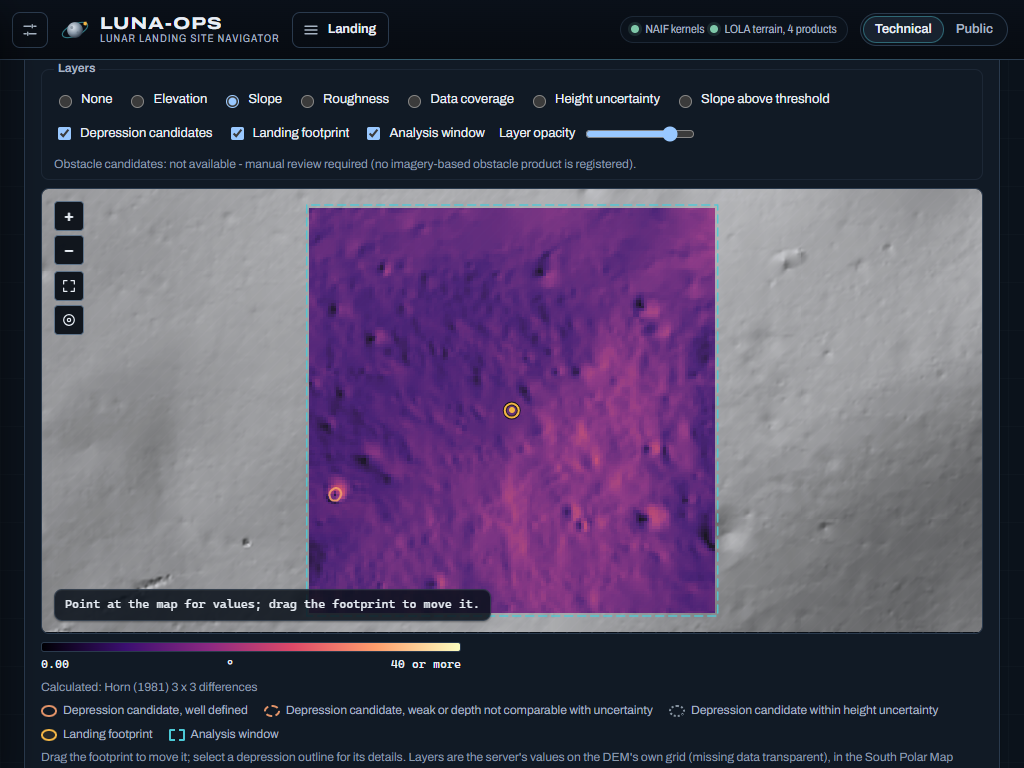 LUNA-OPS
LUNAR LANDING SITE NAVIGATOR
Landing
NAIF kernels
LOLA terrain, 4 products
Technical
Public
Layers
None
Elevation
Slope
Roughness
Data coverage
Height uncertainty
Slope above threshold
Depression candidates
Landing footprint
Analysis window
Layer opacity
Obstacle candidates: not available - manual review required (no imagery-based obstacle product is registered).
+
−
Point at the map for values; drag the footprint to move it.
0.00
°
40 or more
Calculated: Horn (1981) 3 x 3 differences
Depression candidate, well defined
Depression candidate, weak or depth not comparable with uncertainty
Depression candidate within height uncertainty
Landing footprint
Analysis window
Drag the footprint to move it; select a depression outline for its details. Layers are the server's values on the DEM's own grid (missing data transparent), in the South Polar Map